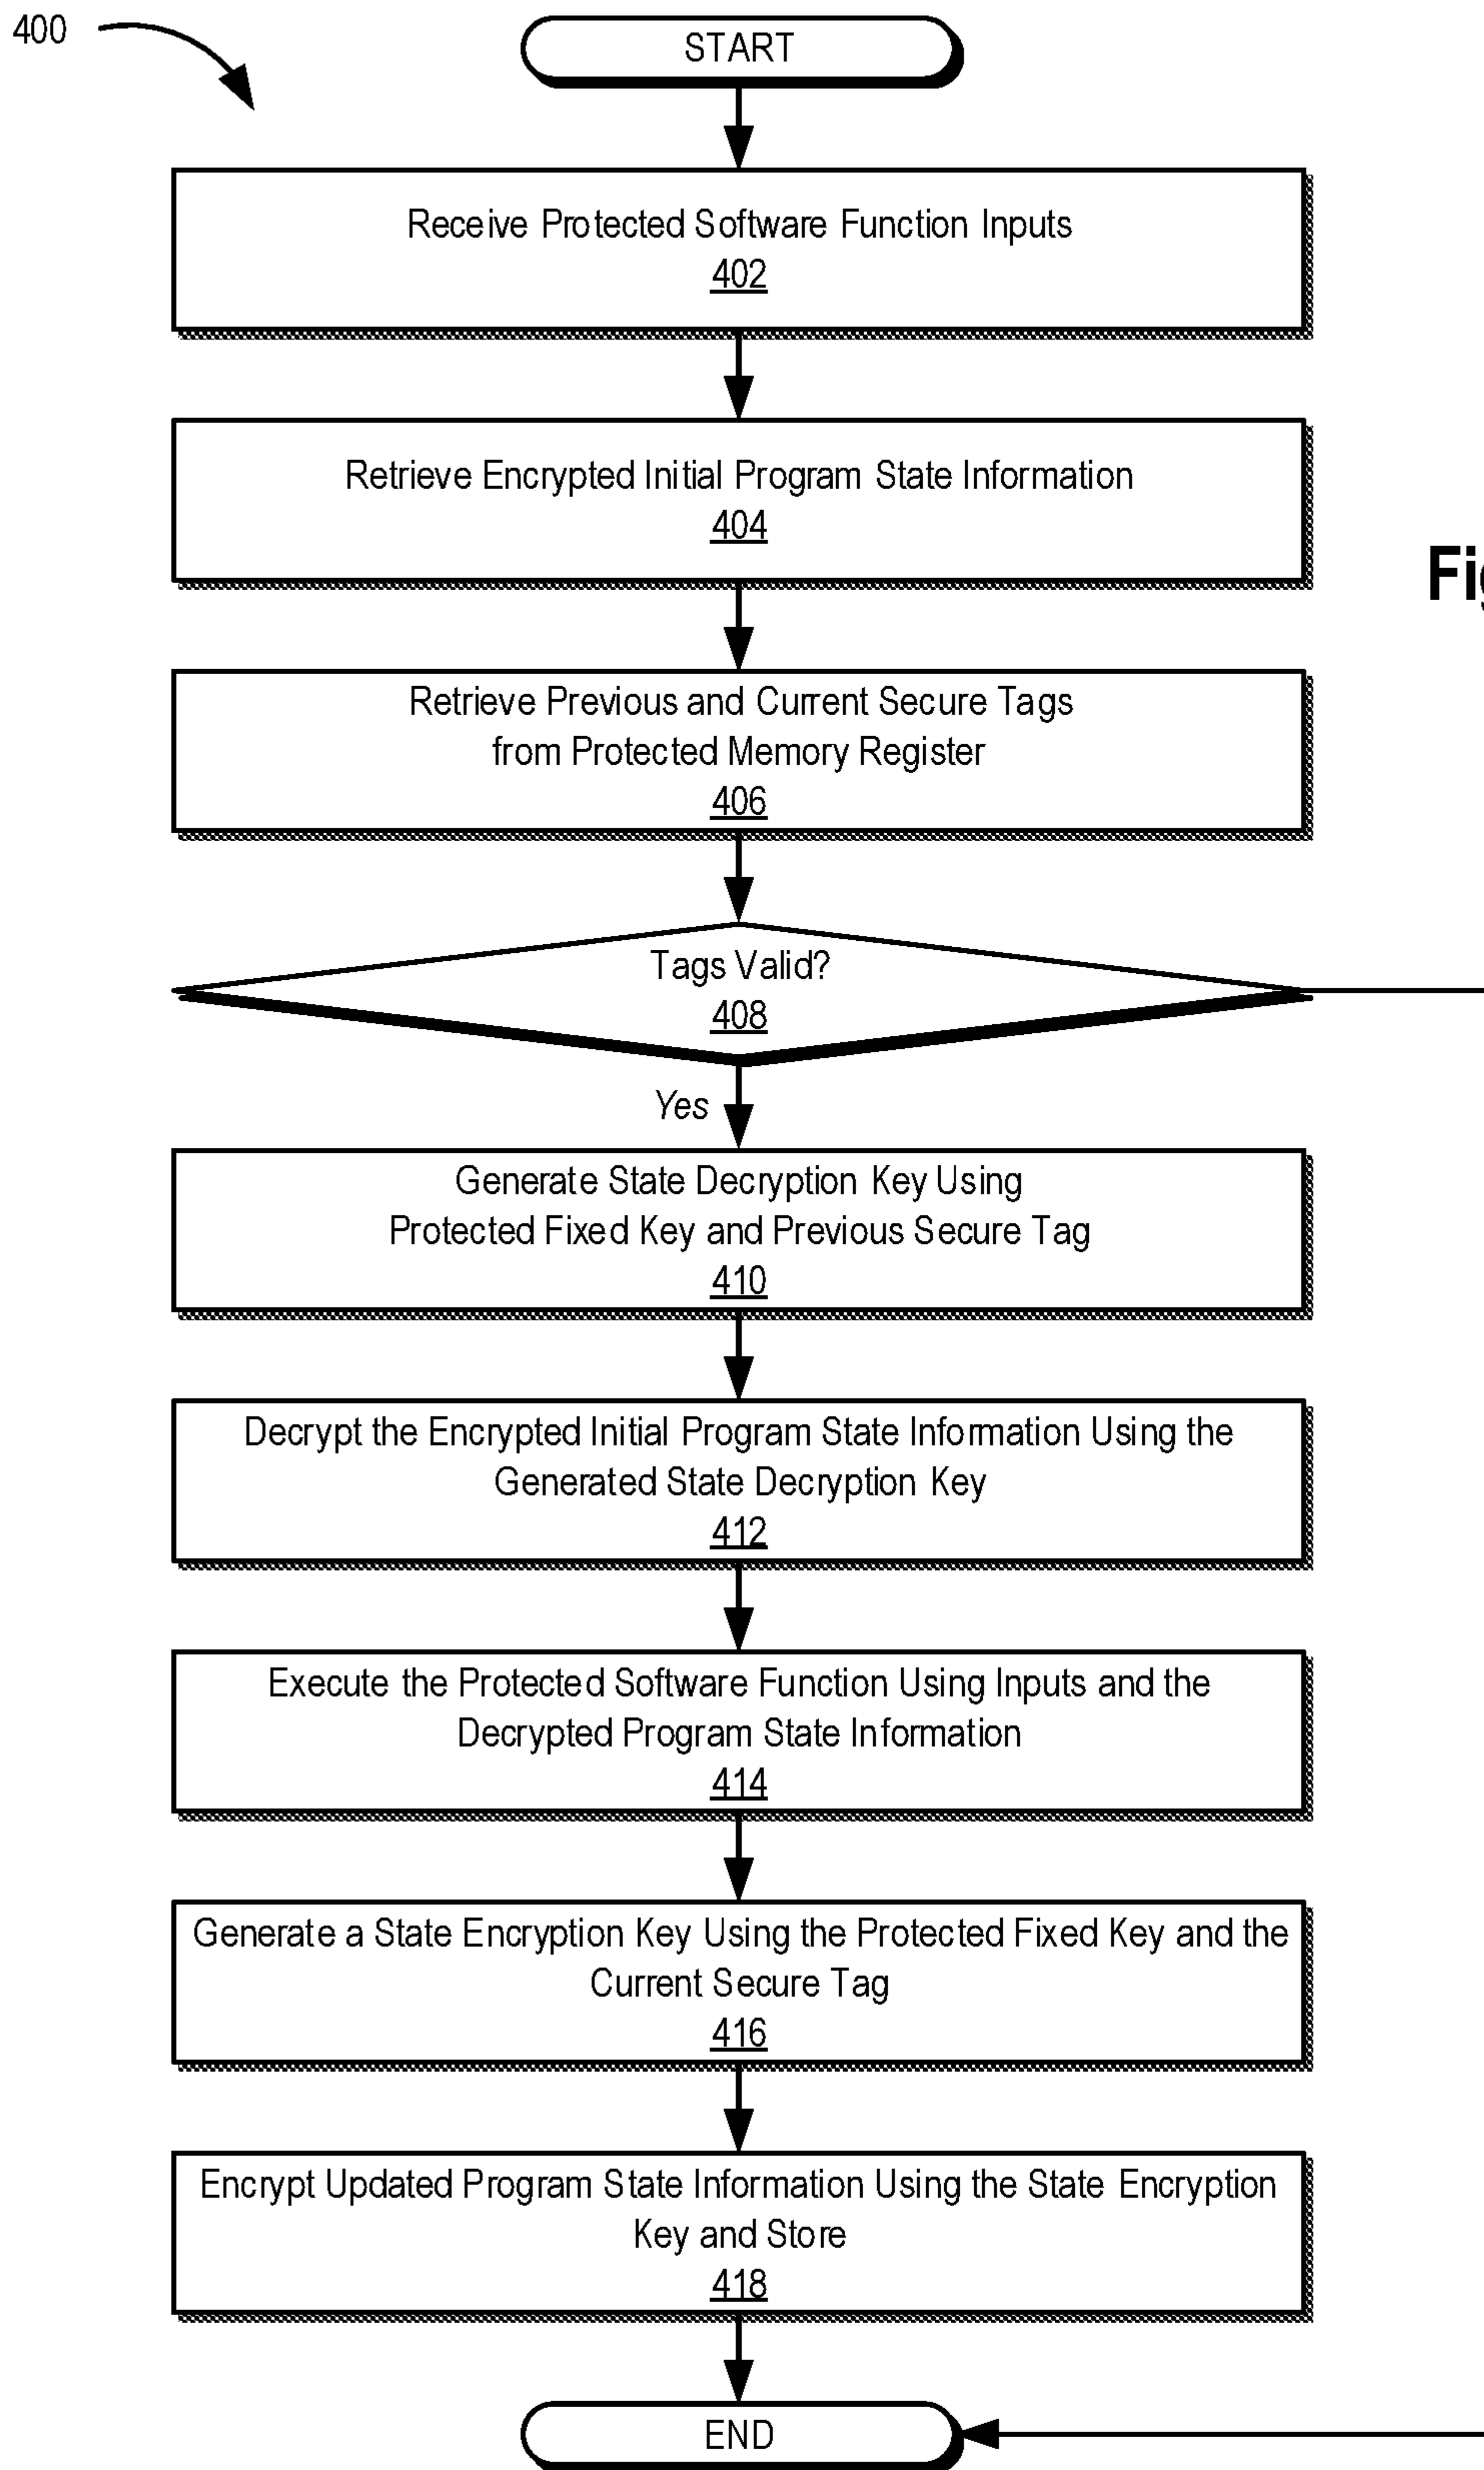 400
START
Receive Protected Software Function Inputs
402
Retrieve Encrypted Initial Program State Information
404
Retrieve Previous and Current Secure Tags
from Protected Memory Register
406
Tags Valid?
408
Yes
Generate State Decryption Key Using
Protected Fixed Key and Previous Secure Tag
410
Decrypt the Encrypted Initial Program State Information Using the
Generated State Decryption Key
412
Execute the Protected Software Function Using Inputs and the
Decrypted Program State Information
414
Generate a State Encryption Key Using the Protected Fixed Key and the
Current Secure Tag
416
Encrypt Updated Program State Information Using the State Encryption
Key and Store
418
END